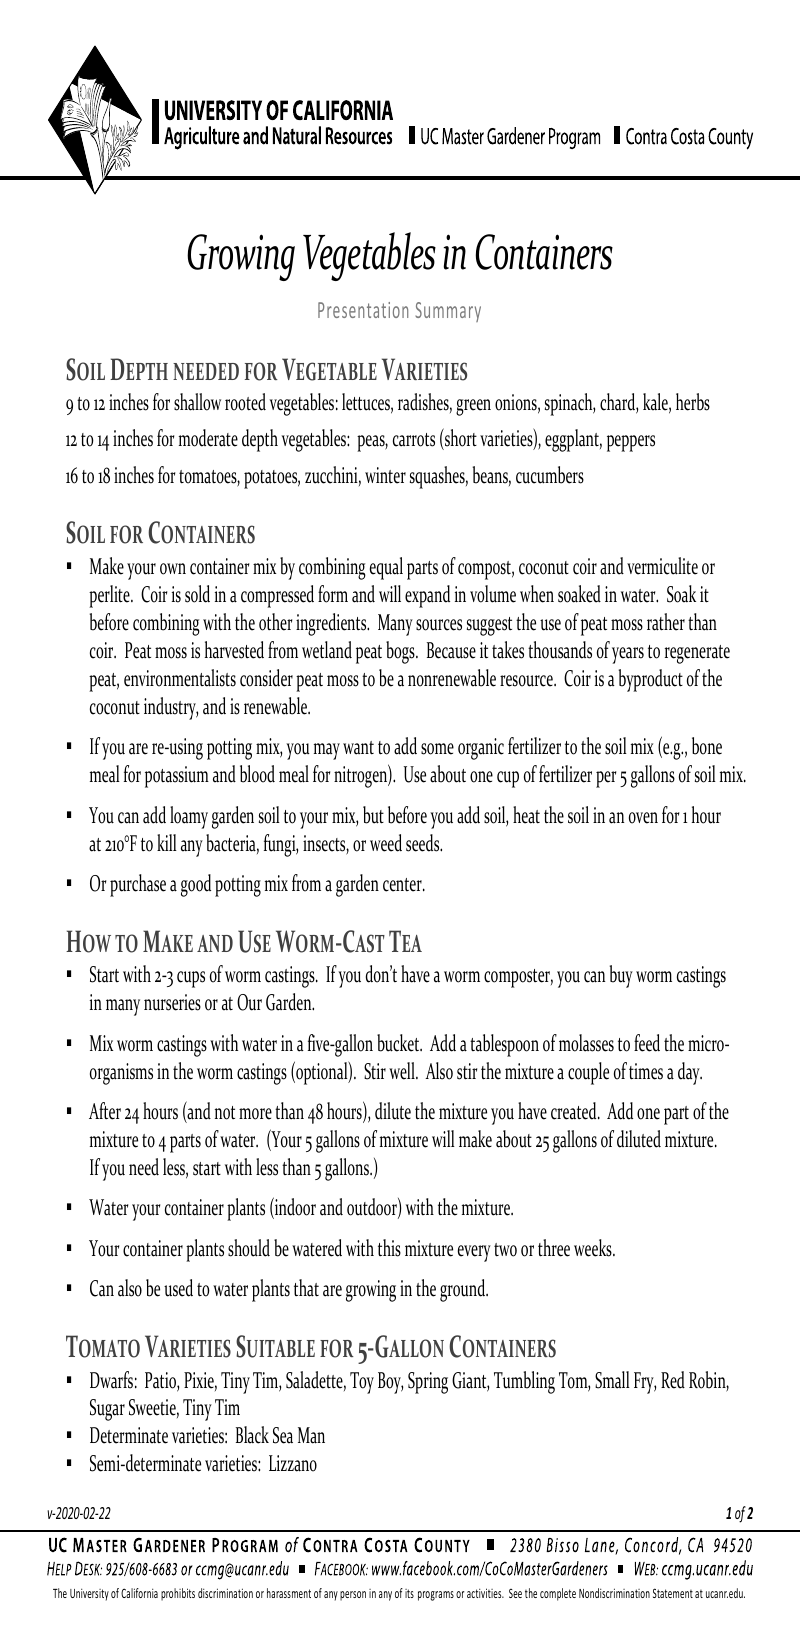 UNIVERSITY OF CALIFORNIA
Agriculture and Natural Resources ▌UC Master Gardener Program ▌Contra Costa County
Growing Vegetables in Containers
Presentation Summary
SOIL DEPTH NEEDED FOR VEGETABLE VARIETIES
9 to 12 inches for shallow rooted vegetables: lettuces, radishes, green onions, spinach, chard, kale, herbs
12 to 14 inches for moderate depth vegetables:  peas, carrots (short varieties), eggplant, peppers
16 to 18 inches for tomatoes, potatoes, zucchini, winter squashes, beans, cucumbers
SOIL FOR CONTAINERS
▪ Make your own container mix by combining equal parts of compost, coconut coir and vermiculite or
perlite.  Coir is sold in a compressed form and will expand in volume when soaked in water.  Soak it
before combining with the other ingredients.  Many sources suggest the use of peat moss rather than
coir.  Peat moss is harvested from wetland peat bogs.  Because it takes thousands of years to regenerate
peat, environmentalists consider peat moss to be a nonrenewable resource.  Coir is a byproduct of the
coconut industry, and is renewable.
▪ If you are re-using potting mix, you may want to add some organic fertilizer to the soil mix (e.g., bone
meal for potassium and blood meal for nitrogen).  Use about one cup of fertilizer per 5 gallons of soil mix.
▪ You can add loamy garden soil to your mix, but before you add soil, heat the soil in an oven for 1 hour
at 210°F to kill any bacteria, fungi, insects, or weed seeds.
▪ Or purchase a good potting mix from a garden center.
HOW TO MAKE AND USE WORM-CAST TEA
▪ Start with 2-3 cups of worm castings.  If you don't have a worm composter, you can buy worm castings
in many nurseries or at Our Garden.
▪ Mix worm castings with water in a five-gallon bucket.  Add a tablespoon of molasses to feed the micro-
organisms in the worm castings (optional).  Stir well.  Also stir the mixture a couple of times a day.
▪ After 24 hours (and not more than 48 hours), dilute the mixture you have created.  Add one part of the
mixture to 4 parts of water.  (Your 5 gallons of mixture will make about 25 gallons of diluted mixture.
If you need less, start with less than 5 gallons.)
▪ Water your container plants (indoor and outdoor) with the mixture.
▪ Your container plants should be watered with this mixture every two or three weeks.
▪ Can also be used to water plants that are growing in the ground.
TOMATO VARIETIES SUITABLE FOR 5-GALLON CONTAINERS
▪ Dwarfs:  Patio, Pixie, Tiny Tim, Saladette, Toy Boy, Spring Giant, Tumbling Tom, Small Fry, Red Robin,
Sugar Sweetie, Tiny Tim
▪ Determinate varieties:  Black Sea Man
▪ Semi-determinate varieties:  Lizzano
v-2020-02-22 1 of 2
UC MASTER GARDENER PROGRAM of CONTRA COSTA COUNTY ■ 2380 Bisso Lane, Concord, CA  94520
HELP DESK: 925/608-6683 or ccmg@ucanr.edu ■ FACEBOOK: www.facebook.com/CoCoMasterGardeners ■ WEB: ccmg.ucanr.edu
The University of California prohibits discrimination or harassment of any person in any of its programs or activities.  See the complete Nondiscrimination Statement at ucanr.edu.